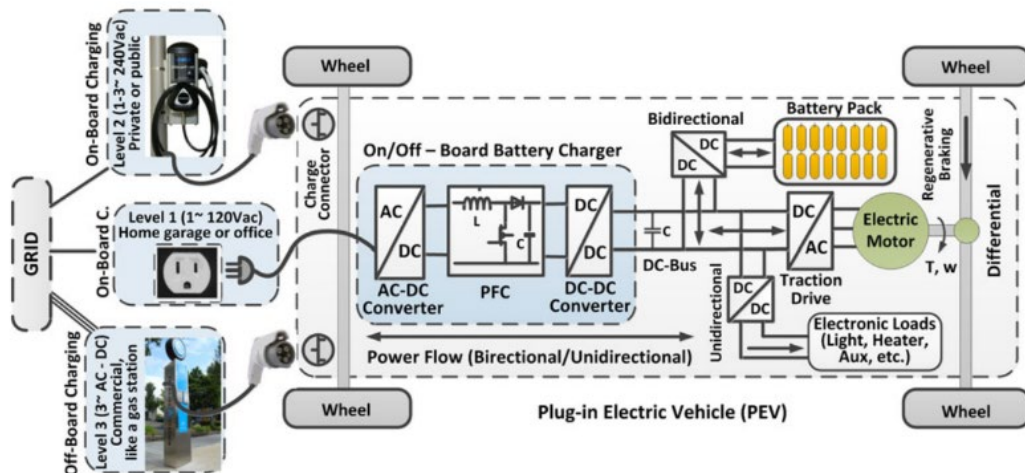 On-Board Charging
Level 2 (1-3~ 240Vac)
Private or public
GRID
On-Board C.
Level 1 (1~ 120Vac)
Home garage or office
Off-Board Charging
Level 3 (3~ AC - DC)
Commercial,
like a gas station
Wheel
Wheel
Charge
Connector
On/Off – Board Battery Charger
AC
DC
L
C
DC
DC
AC-DC
Converter
PFC
DC-DC
Converter
Power Flow (Birectional/Unidirectional)
Bidirectional
DC
DC
Battery Pack
C
DC-Bus
DC
AC
Traction
Drive
Electric
Motor
Regenerative
Braking
T, w
Differential
Unidirectional
DC
DC
Electronic Loads
(Light, Heater,
Aux, etc.)
Wheel
Wheel
Plug-in Electric Vehicle (PEV)